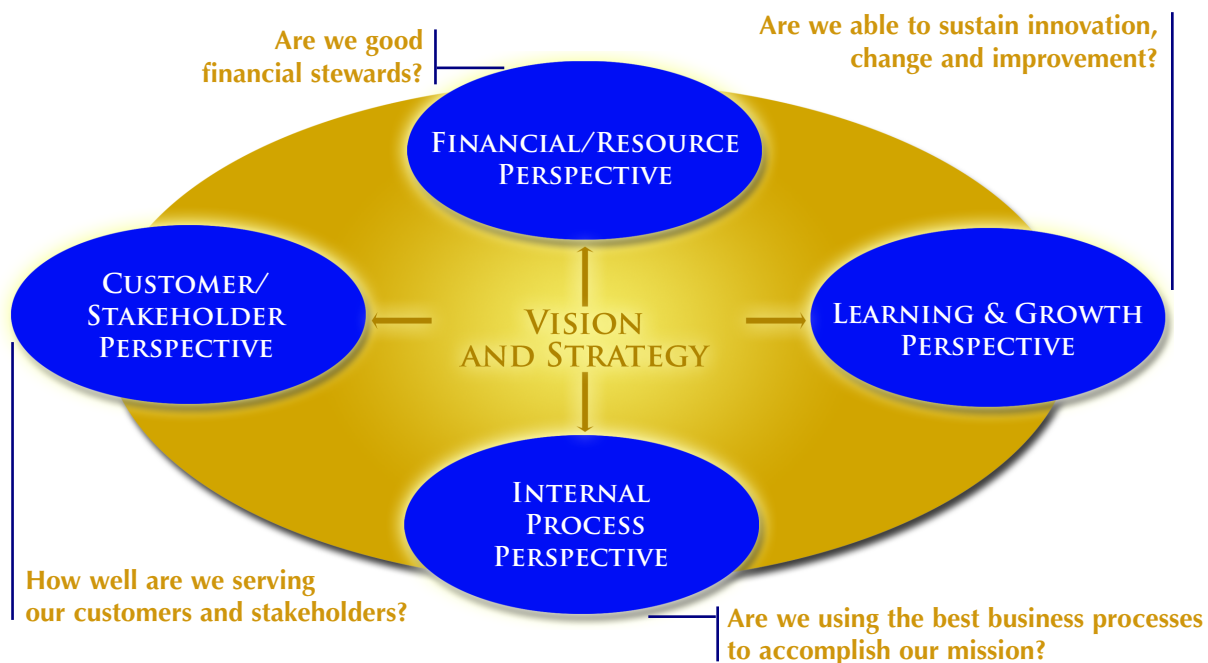 Are we good
financial stewards?
Are we able to sustain innovation,
change and improvement?
FINANCIAL/RESOURCE
PERSPECTIVE
CUSTOMER/
STAKEHOLDER
PERSPECTIVE
VISION
AND STRATEGY
LEARNING & GROWTH
PERSPECTIVE
INTERNAL
PROCESS
PERSPECTIVE
How well are we serving
our customers and stakeholders?
Are we using the best business processes
to accomplish our mission?